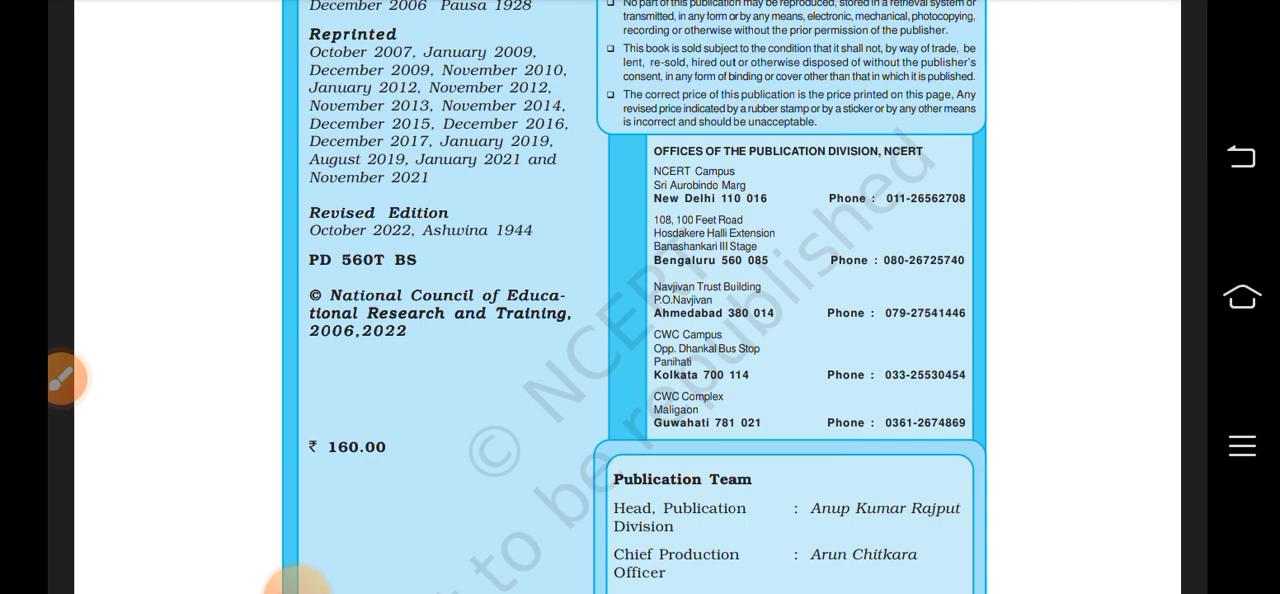 December 2006 Pausa 1928
Reprinted
October 2007, January 2009,
December 2009, November 2010,
January 2012, November 2012,
November 2013, November 2014,
December 2015, December 2016,
December 2017, January 2019,
August 2019, January 2021 and
November 2021
Revised Edition
October 2022, Ashwina 1944
PD 560T BS
© National Council of Educa-
tional Research and Training,
2006,2022
₹ 160.00
❑ No part of this publication may be reproduced, stored in a retrieval system or
transmitted, in any form or by any means, electronic, mechanical, photocopying,
recording or otherwise without the prior permission of the publisher.
❑ This book is sold subject to the condition that it shall not, by way of trade, be
lent, re-sold, hired out or otherwise disposed of without the publisher's
consent, in any form of binding or cover other than that in which it is published.
❑ The correct price of this publication is the price printed on this page, Any
revised price indicated by a rubber stamp or by a sticker or by any other means
is incorrect and should be unacceptable.
OFFICES OF THE PUBLICATION DIVISION, NCERT
NCERT Campus
Sri Aurobindo Marg
New Delhi 110 016 Phone : 011-26562708
108, 100 Feet Road
Hosdakere Halli Extension
Banashankari III Stage
Bengaluru 560 085 Phone : 080-26725740
Navjivan Trust Building
P.O.Navjivan
Ahmedabad 380 014 Phone : 079-27541446
CWC Campus
Opp. Dhankal Bus Stop
Panihati
Kolkata 700 114 Phone : 033-25530454
CWC Complex
Maligaon
Guwahati 781 021 Phone : 0361-2674869
Publication Team
Head, Publication : Anup Kumar Rajput
Division
Chief Production : Arun Chitkara
Officer
© NCERT
to be republished